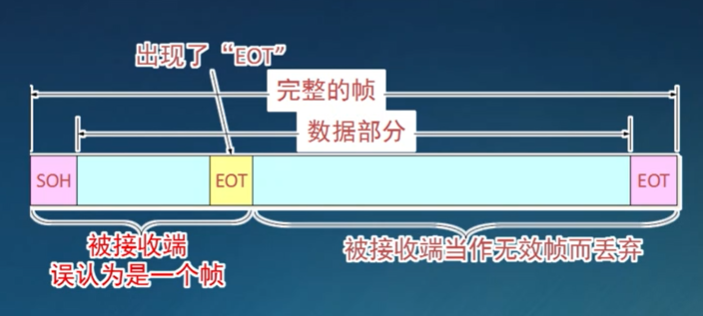 出现了“EOT”
完整的帧
数据部分
SOH
EOT
EOT
被接收端
误认为是一个帧
被接收端当作无效帧而丢弃